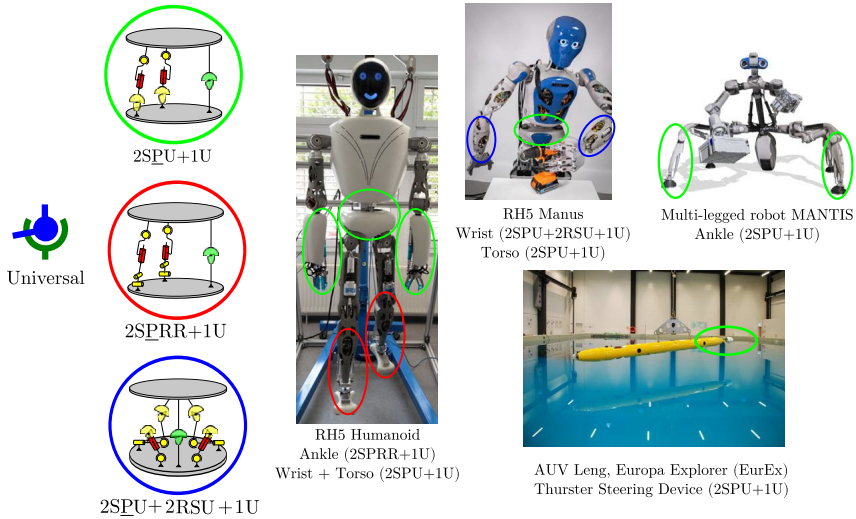 2SPU+1U
Universal
2SPRR+1U
2SPU+2RSU+1U
RH5 Humanoid
Ankle (2SPRR+1U)
Wrist + Torso (2SPU+1U)
RH5 Manus
Wrist (2SPU+2RSU+1U)
Torso (2SPU+1U)
Multi-legged robot MANTIS
Ankle (2SPU+1U)
AUV Leng, Europa Explorer (EurEx)
Thurster Steering Device (2SPU+1U)